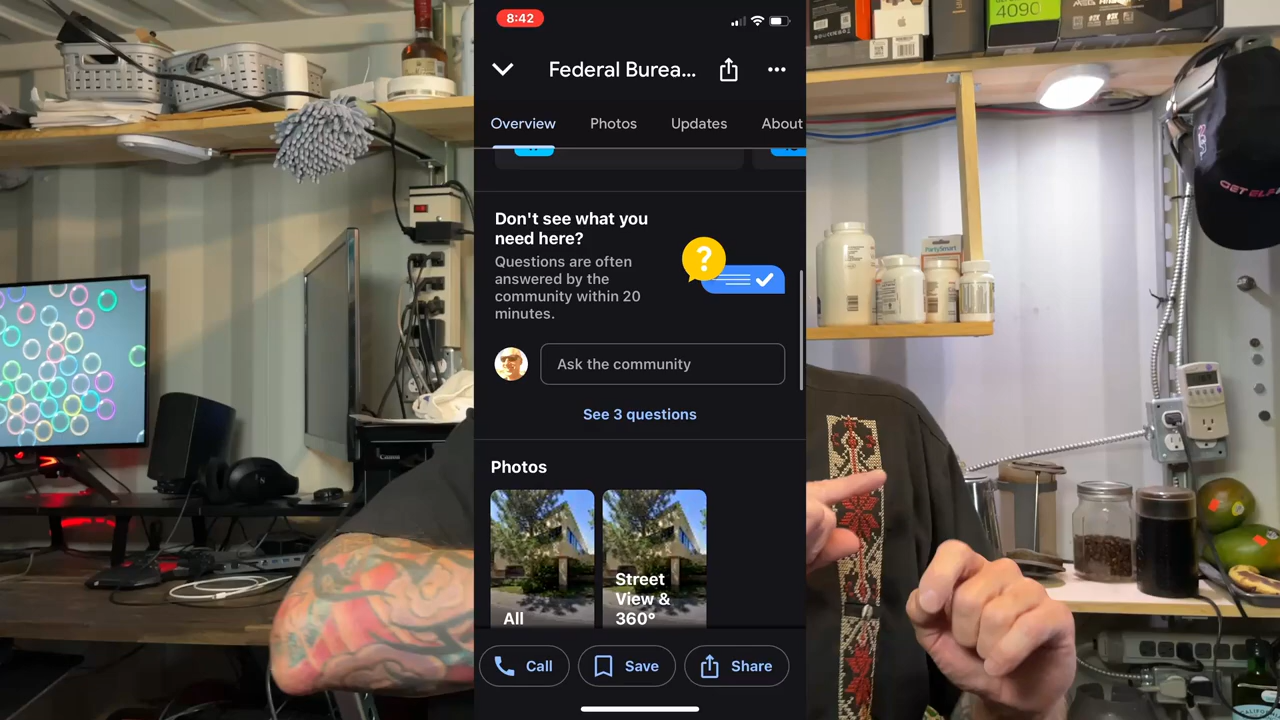 8:42
Federal Burea...
Overview
Photos
Updates
About
Don't see what you
need here?
Questions are often
answered by the
community within 20
minutes.
Ask the community
See 3 questions
Photos
All
Street
View &
360°
Call
Save
Share
4090
PartySmart
Canon